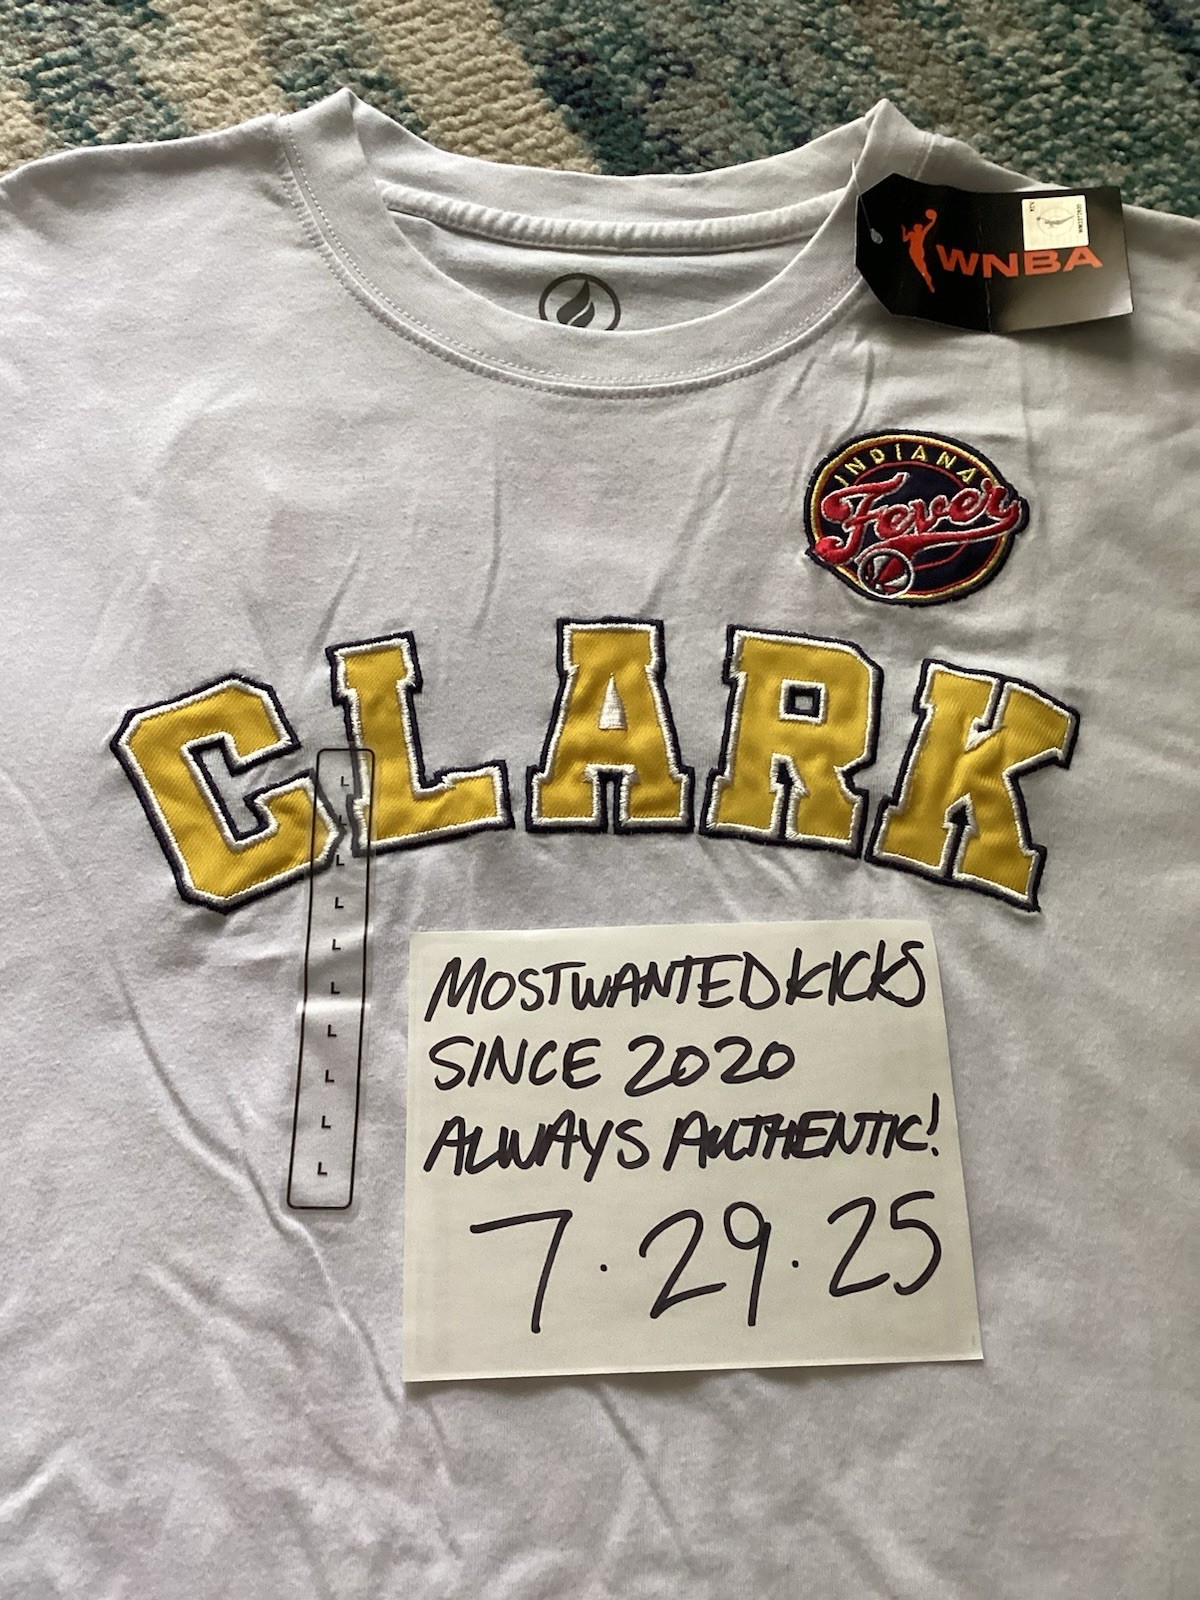 WNBA
INDIANA
Fever
CLARK
L
L
L
L
L
L
L
L
L
L
MOSTWANTEDKICKS
SINCE 2020
ALWAYS AUTHENTIC!
7.29.25